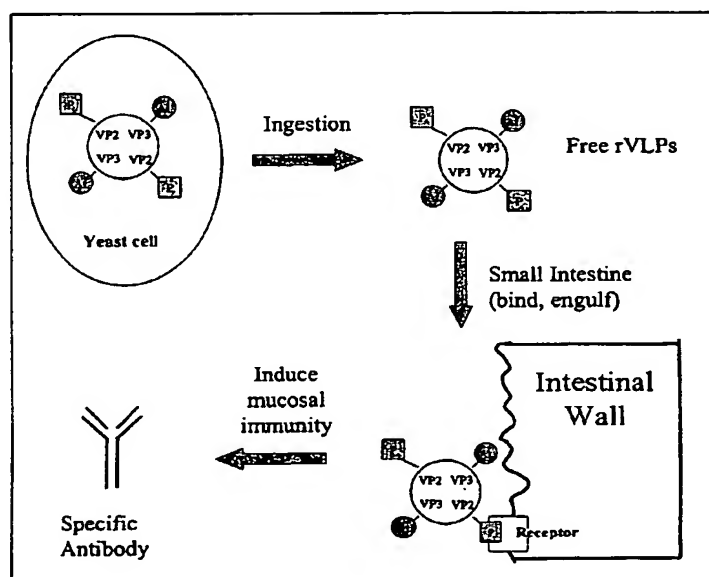 P
VP2 VP3
VP3 VP2
Yeast cell
Ingestion
P
VP2 VP3
VP3 VP2
P
Free rVLPs
Small Intestine
(bind, engulf)
Induce
mucosal
immunity
Intestinal
Wall
VP2 VP3
VP3 VP2
P
Receptor
Specific
Antibody